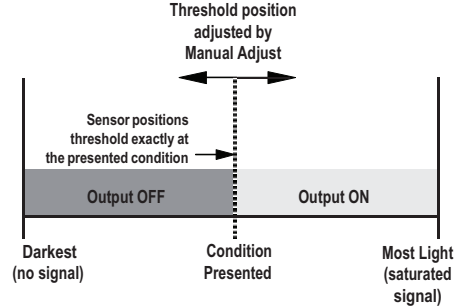 Threshold position
adjusted by
Manual Adjust
Sensor positions
threshold exactly at
the presented condition
Output OFF
Output ON
Darkest
(no signal)
Condition
Presented
Most Light
(saturated
signal)